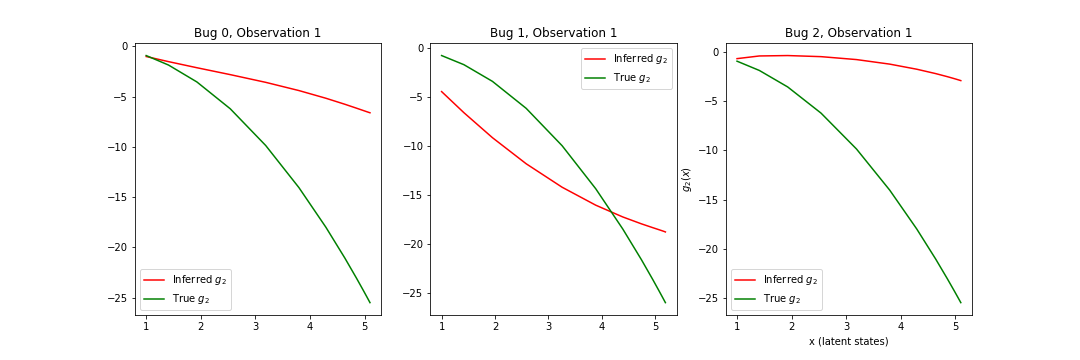 Bug 0, Observation 1
0
−5
−10
−15
−20
−25
1 2 3 4 5
Inferred g₂
True g₂
Bug 1, Observation 1
0
−5
−10
−15
−20
−25
1 2 3 4 5
Inferred g₂
True g₂
Bug 2, Observation 1
g₂(x)
0
−5
−10
−15
−20
−25
1 2 3 4 5
x (latent states)
Inferred g₂
True g₂